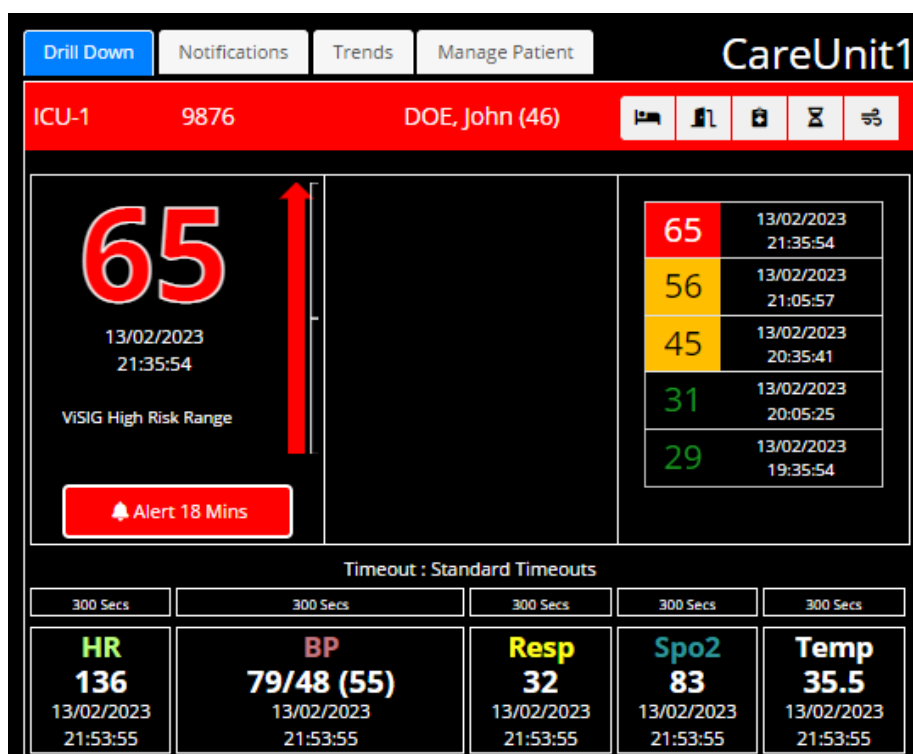 Drill Down Notifications Trends Manage Patient CareUnit1
ICU-1 9876 DOE, John (46)
65
13/02/2023
21:35:54
ViSIG High Risk Range
Alert 18 Mins
65 13/02/2023
21:35:54
56 13/02/2023
21:05:57
45 13/02/2023
20:35:41
31 13/02/2023
20:05:25
29 13/02/2023
19:35:54
Timeout : Standard Timeouts
300 Secs 300 Secs 300 Secs 300 Secs 300 Secs
HR BP Resp Spo2 Temp
136 79/48 (55) 32 83 35.5
13/02/2023 13/02/2023 13/02/2023 13/02/2023 13/02/2023
21:53:55 21:53:55 21:53:55 21:53:55 21:53:55